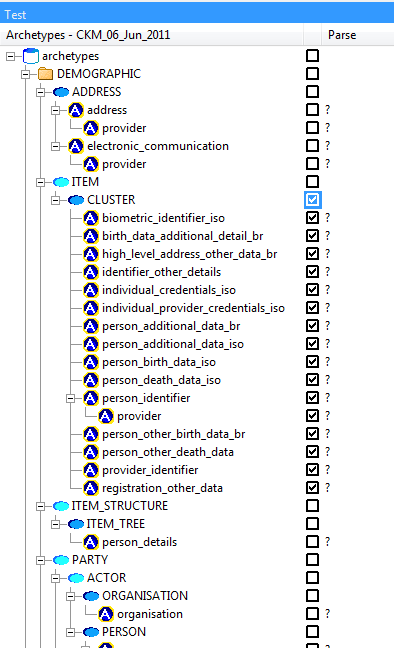 Test
Archetypes - CKM_06_Jun_2011 Parse
archetypes
DEMOGRAPHIC
ADDRESS
A address ?
A provider ?
A electronic_communication ?
A provider ?
ITEM
CLUSTER
A biometric_identifier_iso ?
A birth_data_additional_detail_br ?
A high_level_address_other_data_br ?
A identifier_other_details ?
A individual_credentials_iso ?
A individual_provider_credentials_iso ?
A person_additional_data_br ?
A person_additional_data_iso ?
A person_birth_data_iso ?
A person_death_data_iso ?
A person_identifier ?
A provider ?
A person_other_birth_data_br ?
A person_other_death_data ?
A provider_identifier ?
A registration_other_data ?
ITEM_STRUCTURE
ITEM_TREE
A person_details ?
PARTY
ACTOR
ORGANISATION
A organisation ?
PERSON